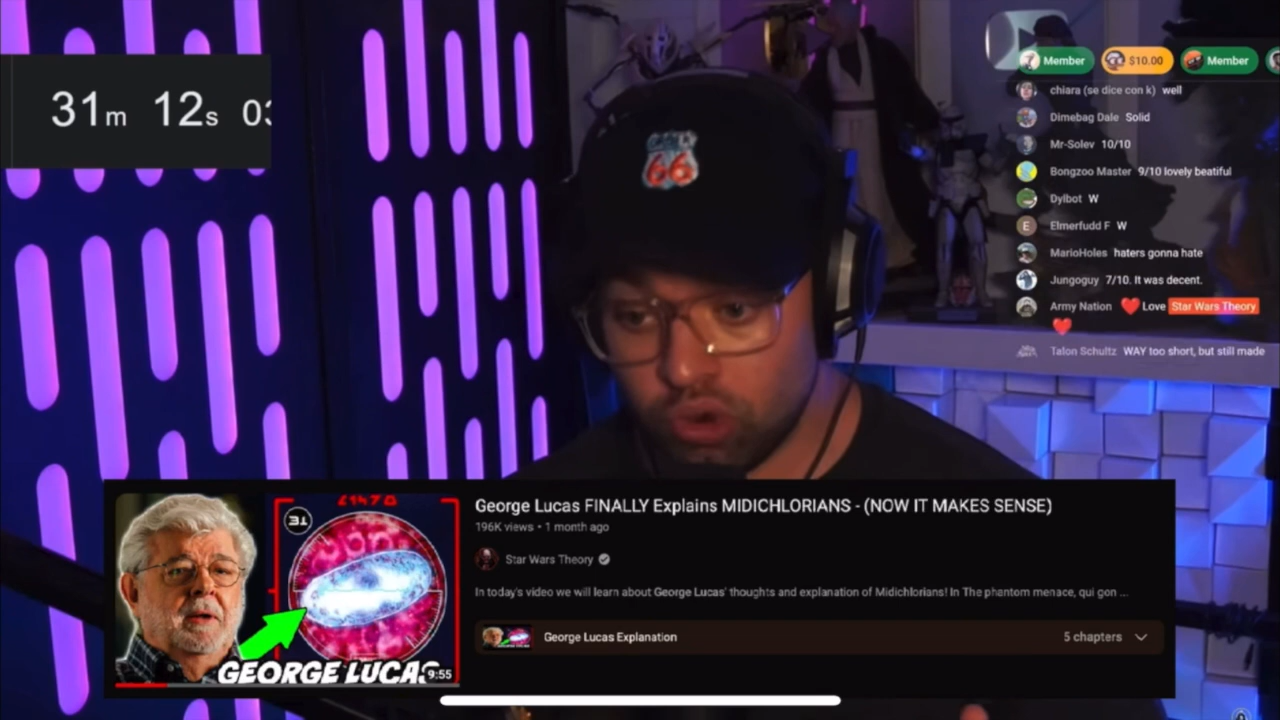 31m 12s
66
Member $10.00 Member
chiara (se dice con k) well
Dimebag Dale Solid
Mr-Solev 10/10
Bongzoo Master 9/10 lovely beatiful
Dylbot W
E Elmerfudd F W
MarioHoles haters gonna hate
Jungoguy 7/10. It was decent.
Army Nation ❤️ Love Star Wars Theory
❤️
Talon Schultz WAY too short, but still made
George Lucas FINALLY Explains MIDICHLORIANS - (NOW IT MAKES SENSE)
196K views • 1 month ago
Star Wars Theory
In today's video we will learn about George Lucas' thoughts and explanation of Midichlorians! In The phantom menace, qui gon ...
George Lucas Explanation 5 chapters
GEORGE LUCAS
9:55